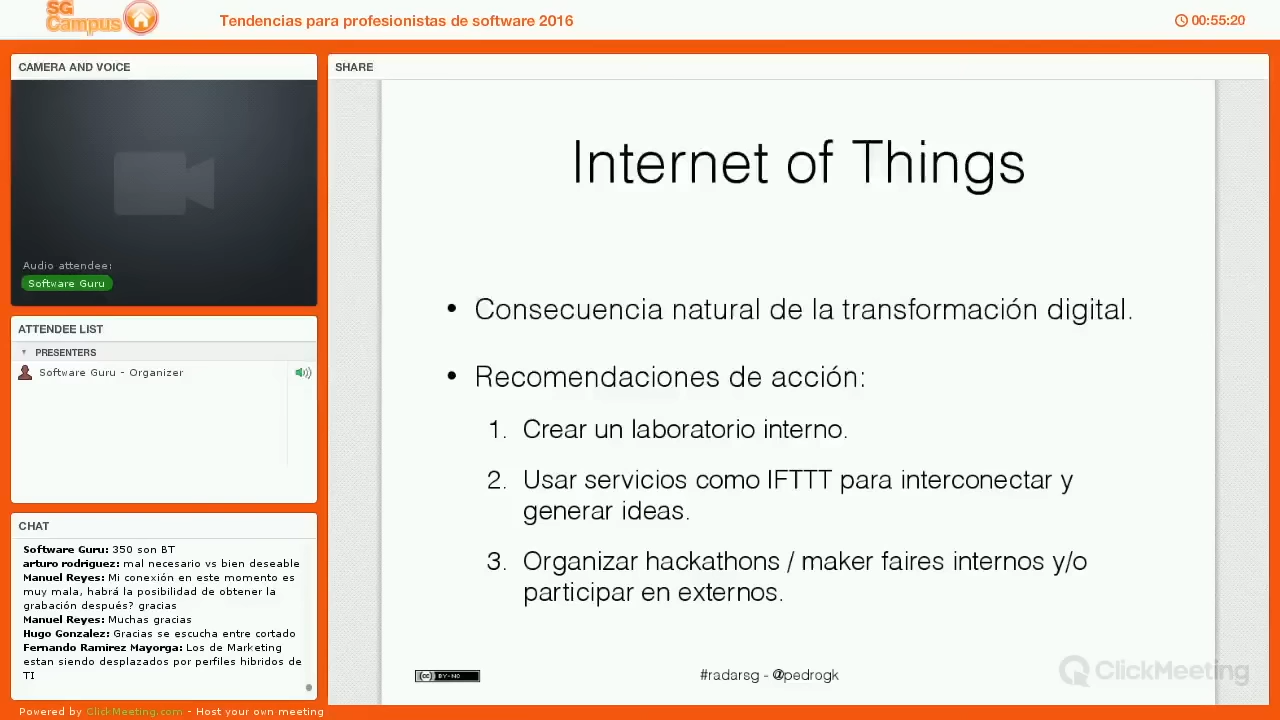 SG
Campus
Tendencias para profesionistas de software 2016
00:55:20
CAMERA AND VOICE
Audio attendee:
Software Guru
ATTENDEE LIST
PRESENTERS
Software Guru - Organizer
CHAT
Software Guru: 350 son BT
arturo rodriguez: mal necesario vs bien deseable
Manuel Reyes: Mi conexión en este momento es
muy mala, habrá la posibilidad de obtener la
grabación después? gracias
Manuel Reyes: Muchas gracias
Hugo Gonzalez: Gracias se escucha entre cortado
Fernando Ramirez Mayorga: Los de Marketing
estan siendo desplazados por perfiles hibridos de
TI
SHARE
Internet of Things
• Consecuencia natural de la transformación digital.
• Recomendaciones de acción:
1. Crear un laboratorio interno.
2. Usar servicios como IFTTT para interconectar y
generar ideas.
3. Organizar hackathons / maker faires internos y/o
participar en externos.
#radarsg - @pedrogk
ClickMeeting
Powered by ClickMeeting.com - Host your own meeting